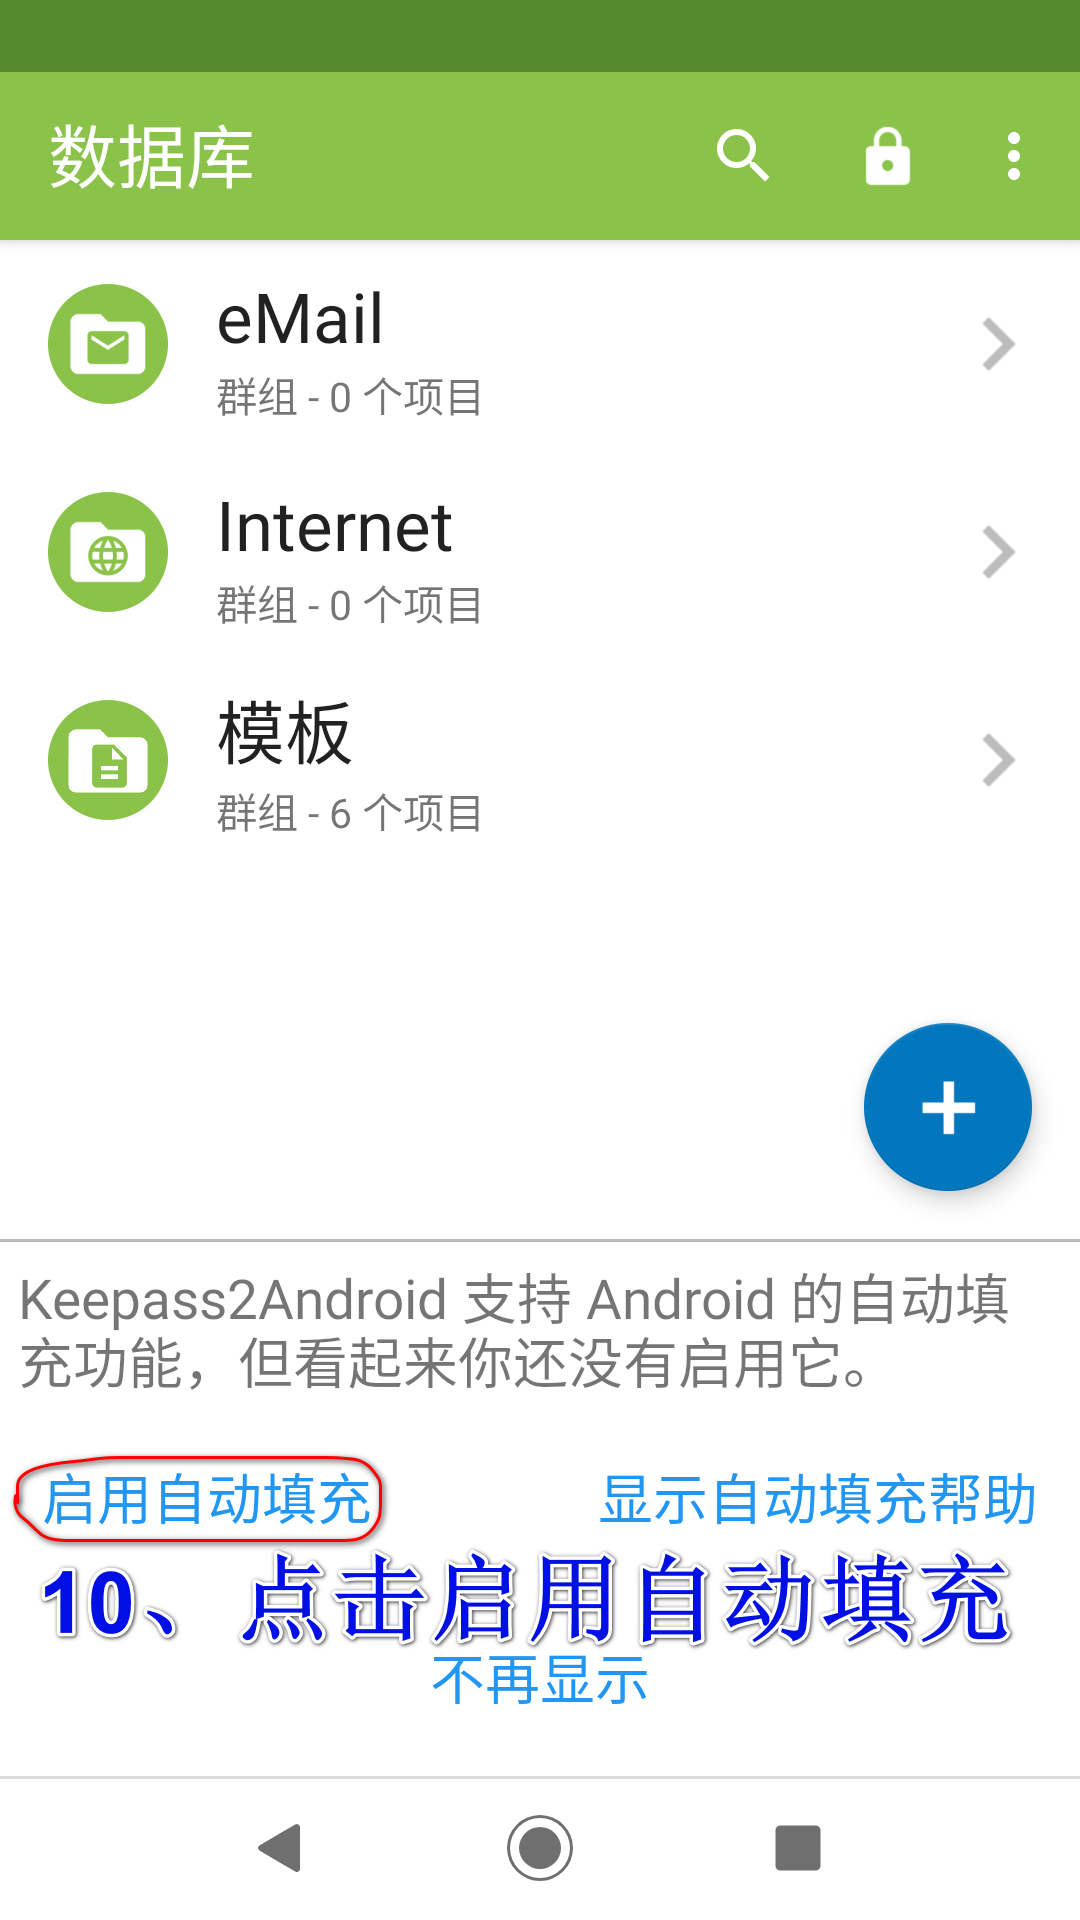 数据库
eMail
群组 - 0 个项目
Internet
群组 - 0 个项目
模板
群组 - 6 个项目
Keepass2Android 支持 Android 的自动填
充功能，但看起来你还没有启用它。
启用自动填充 显示自动填充帮助
10、点击启用自动填充
不再显示